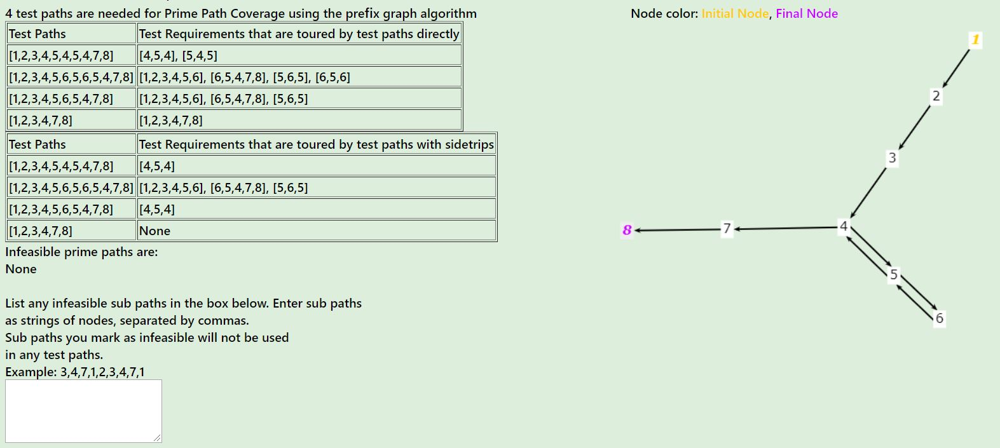 4 test paths are needed for Prime Path Coverage using the prefix graph algorithm
Test Paths Test Requirements that are toured by test paths directly
[1,2,3,4,5,4,5,4,7,8] [4,5,4], [5,4,5]
[1,2,3,4,5,6,5,6,5,4,7,8] [1,2,3,4,5,6], [6,5,4,7,8], [5,6,5], [6,5,6]
[1,2,3,4,5,6,5,4,7,8] [1,2,3,4,5,6], [6,5,4,7,8], [5,6,5]
[1,2,3,4,7,8] [1,2,3,4,7,8]
Test Paths Test Requirements that are toured by test paths with sidetrips
[1,2,3,4,5,4,5,4,7,8] [4,5,4]
[1,2,3,4,5,6,5,6,5,4,7,8] [1,2,3,4,5,6], [6,5,4,7,8], [5,6,5]
[1,2,3,4,5,6,5,4,7,8] [4,5,4]
[1,2,3,4,7,8] None
Infeasible prime paths are:
None
List any infeasible sub paths in the box below. Enter sub paths
as strings of nodes, separated by commas.
Sub paths you mark as infeasible will not be used
in any test paths.
Example: 3,4,7,1,2,3,4,7,1
Node color: Initial Node, Final Node
1
2
3
4
7
8
5
6